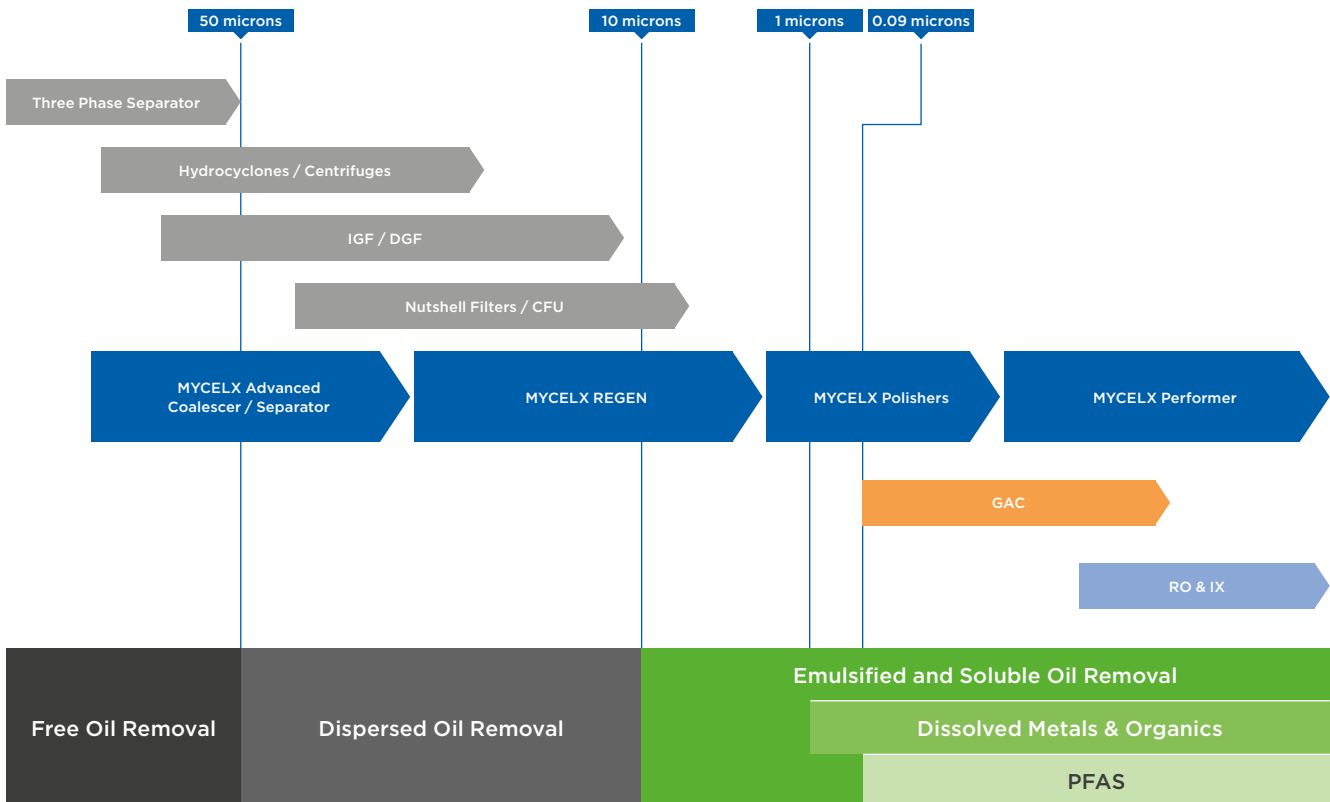 50 microns
10 microns
1 microns
0.09 microns
Three Phase Separator
Hydrocyclones / Centrifuges
IGF / DGF
Nutshell Filters / CFU
MYCELX Advanced
Coalescer / Separator
MYCELX REGEN
MYCELX Polishers
MYCELX Performer
GAC
RO & IX
Free Oil Removal
Dispersed Oil Removal
Emulsified and Soluble Oil Removal
Dissolved Metals & Organics
PFAS